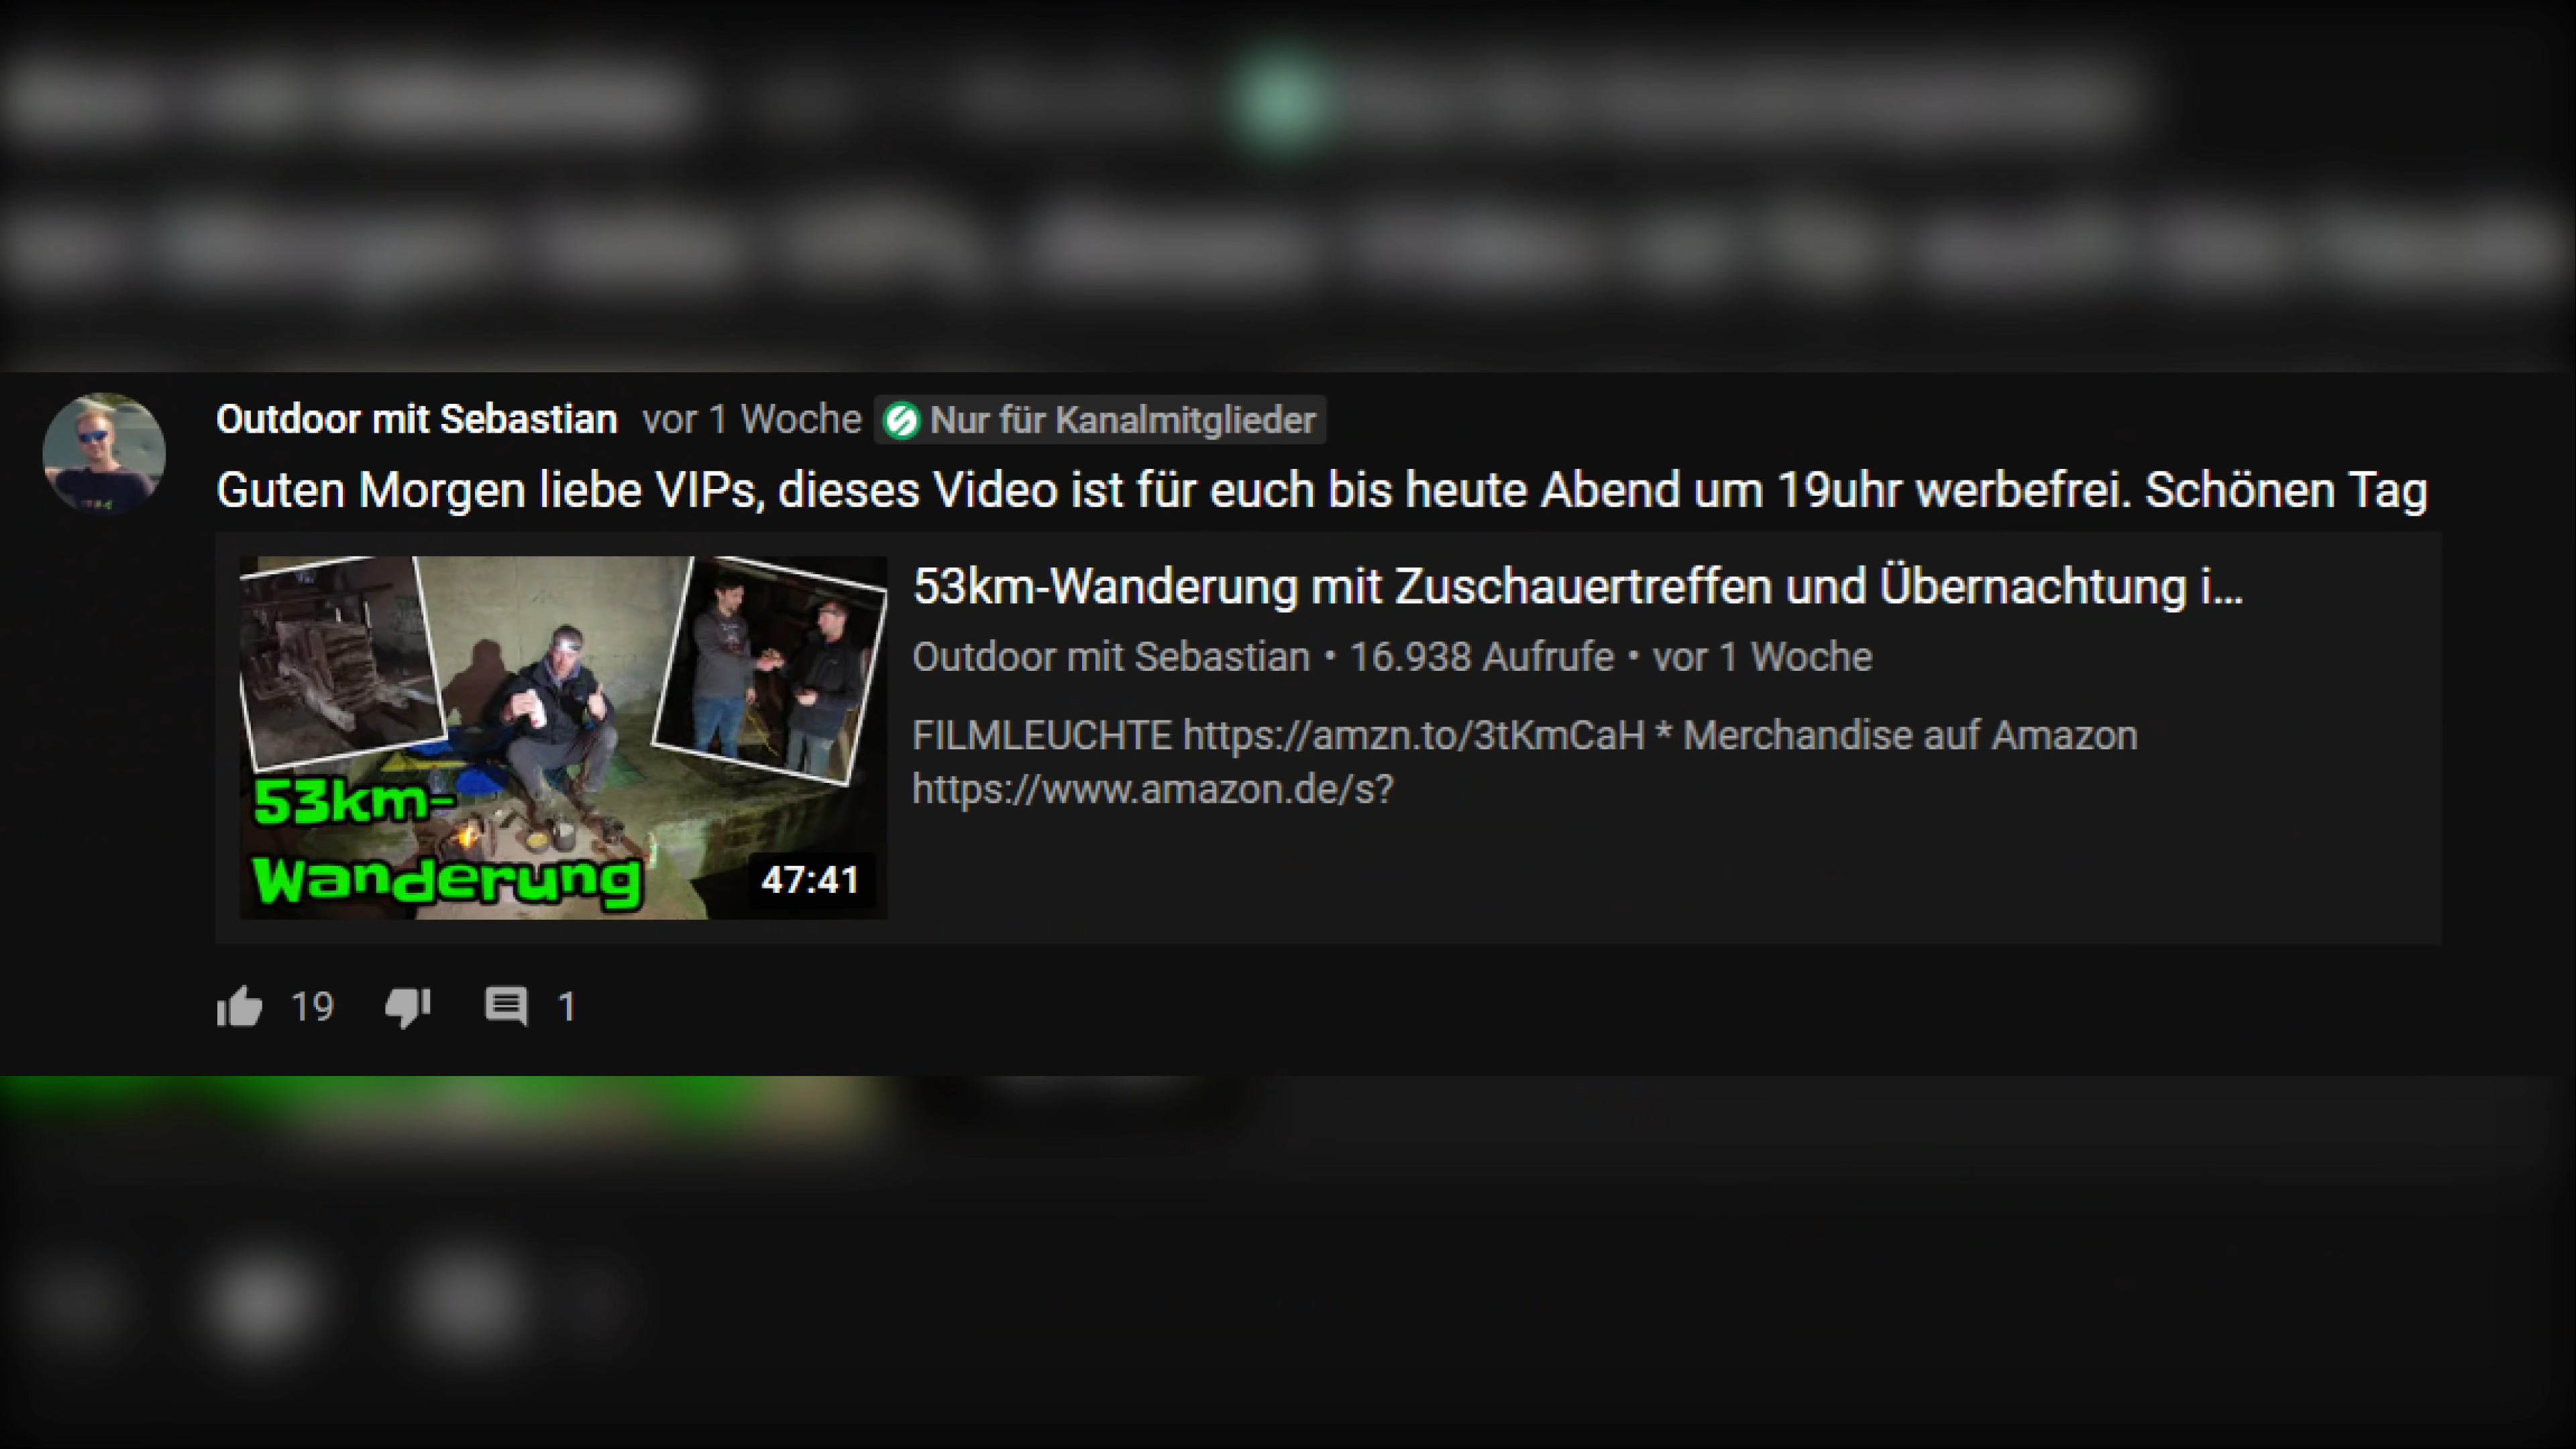 Outdoor mit Sebastian vor 1 Woche Nur für Kanalmitglieder
Guten Morgen liebe VIPs, dieses Video ist für euch bis heute Abend um 19uhr werbefrei. Schönen Tag
53km-Wanderung mit Zuschauertreffen und Übernachtung i...
Outdoor mit Sebastian • 16.938 Aufrufe • vor 1 Woche
FILMLEUCHTE https://amzn.to/3tKmCaH * Merchandise auf Amazon
https://www.amazon.de/s?
53km-
Wanderung
47:41
19 1